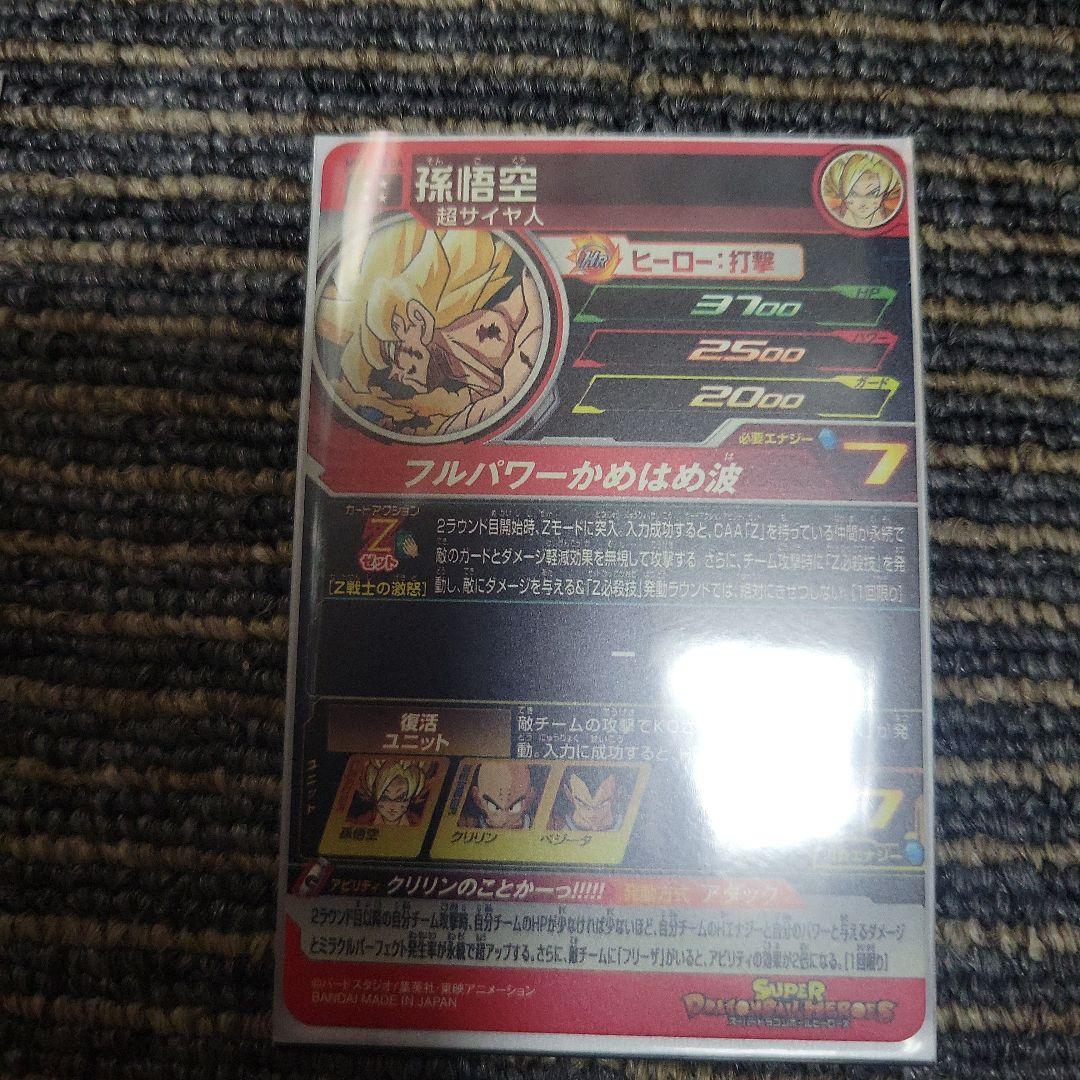 孫悟空
超サイヤ人
ヒーロー:打撃
HP
3700
パワー
2500
ガード
2000
必要エナジー 7
フルパワーかめはめ波
カードアクション
Z
ゼット
[Z戦士の激怒]
2ラウンド目開始時、Zモードに突入。入力成功すると、CAA「Z」を持っている仲間が永続で
敵のガードとダメージ軽減効果を無視して攻撃する。さらに、チーム攻撃時に「Z必殺技」を発
動し、敵にダメージを与える&「Z必殺技」発動ラウンドでは、絶対にきぜつしない。[1回限り]
ー
復活
ユニット
敵チームの攻撃でKO
が発
動。入力に成功すると、
ユニット
孫悟空
クリリン
ベジータ
エナジー
アビリティ クリリンのことかーっ!!!!! 発動方式 アタック
2ラウンド目以降の自分チーム攻撃時、自分チームのHPが少なければ少ないほど、自分チームのHエナジーと自分のパワーと与えるダメージ
とミラクルパーフェクト発生率が永続で超アップする。さらに、敵チームに「フリーザ」がいると、アビリティの効果が2倍になる。[1回限り]
©バードスタジオ/集英社・東映アニメーション
BANDAI MADE IN JAPAN
SUPER
DRAGONBALL HEROES
スーパードラゴンボールヒーローズ